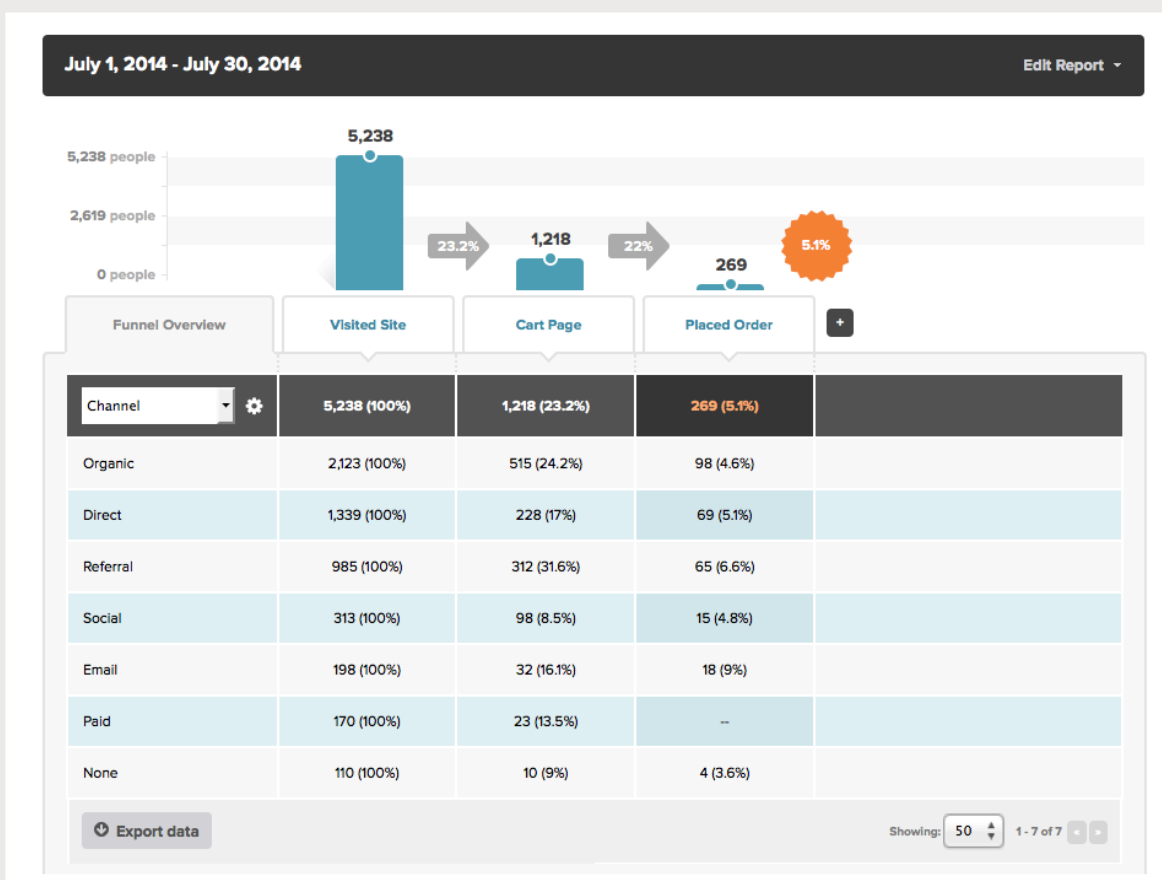 July 1, 2014 - July 30, 2014 Edit Report
5,238
5,238 people
2,619 people
23.2% 1,218 22% 5.1%
269
0 people
Funnel Overview Visited Site Cart Page Placed Order +
Channel 5,238 (100%) 1,218 (23.2%) 269 (5.1%)
Organic 2,123 (100%) 515 (24.2%) 98 (4.6%)
Direct 1,339 (100%) 228 (17%) 69 (5.1%)
Referral 985 (100%) 312 (31.6%) 65 (6.6%)
Social 313 (100%) 98 (8.5%) 15 (4.8%)
Email 198 (100%) 32 (16.1%) 18 (9%)
Paid 170 (100%) 23 (13.5%) --
None 110 (100%) 10 (9%) 4 (3.6%)
Export data Showing: 50 1 - 7 of 7 < >